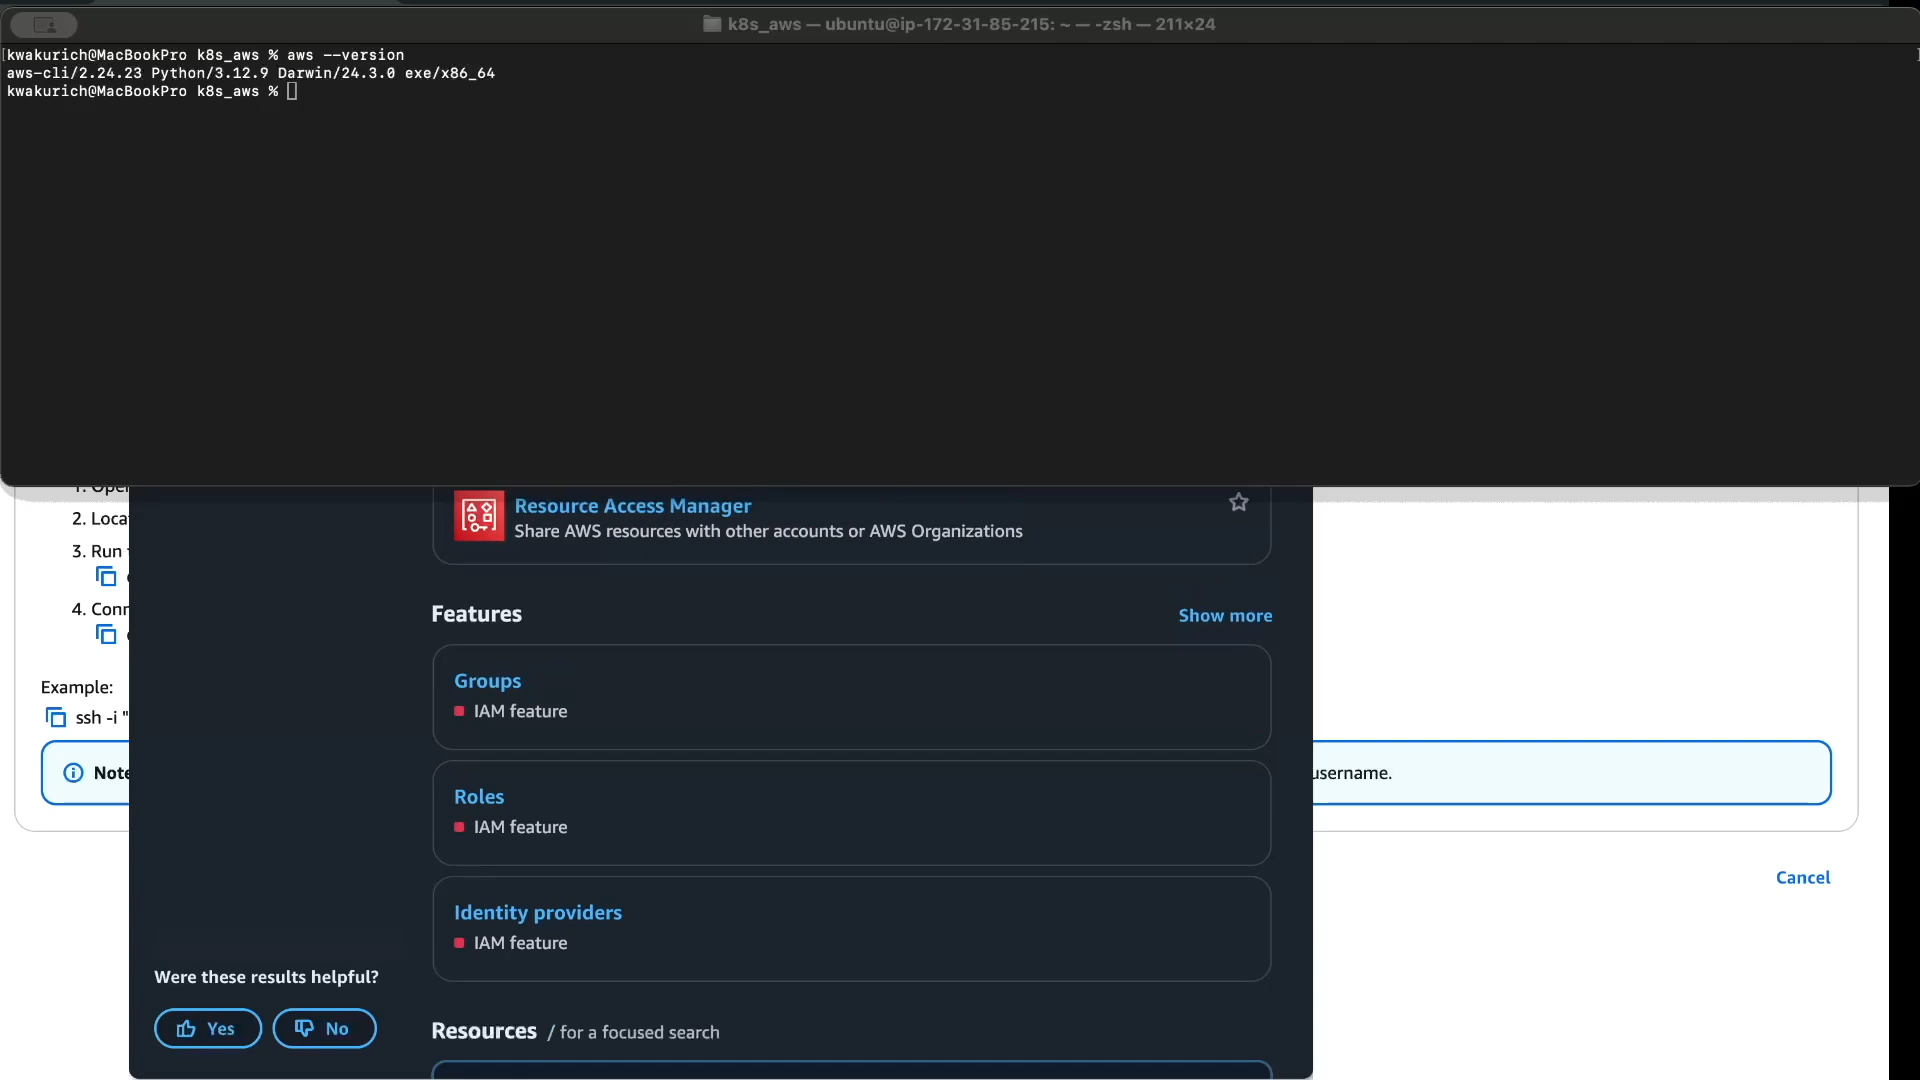 k8s_aws — ubuntu@ip-172-31-85-215: ~ — -zsh — 211×24
[kwakurich@MacBookPro k8s_aws % aws --version
aws-cli/2.24.23 Python/3.12.9 Darwin/24.3.0 exe/x86_64
kwakurich@MacBookPro k8s_aws %
Resource Access Manager
Share AWS resources with other accounts or AWS Organizations
2. Loca
3. Run
4. Conn
Example:
ssh -i "
Note
username.
Cancel
Features
Show more
Groups
IAM feature
Roles
IAM feature
Identity providers
IAM feature
Were these results helpful?
Yes
No
Resources / for a focused search